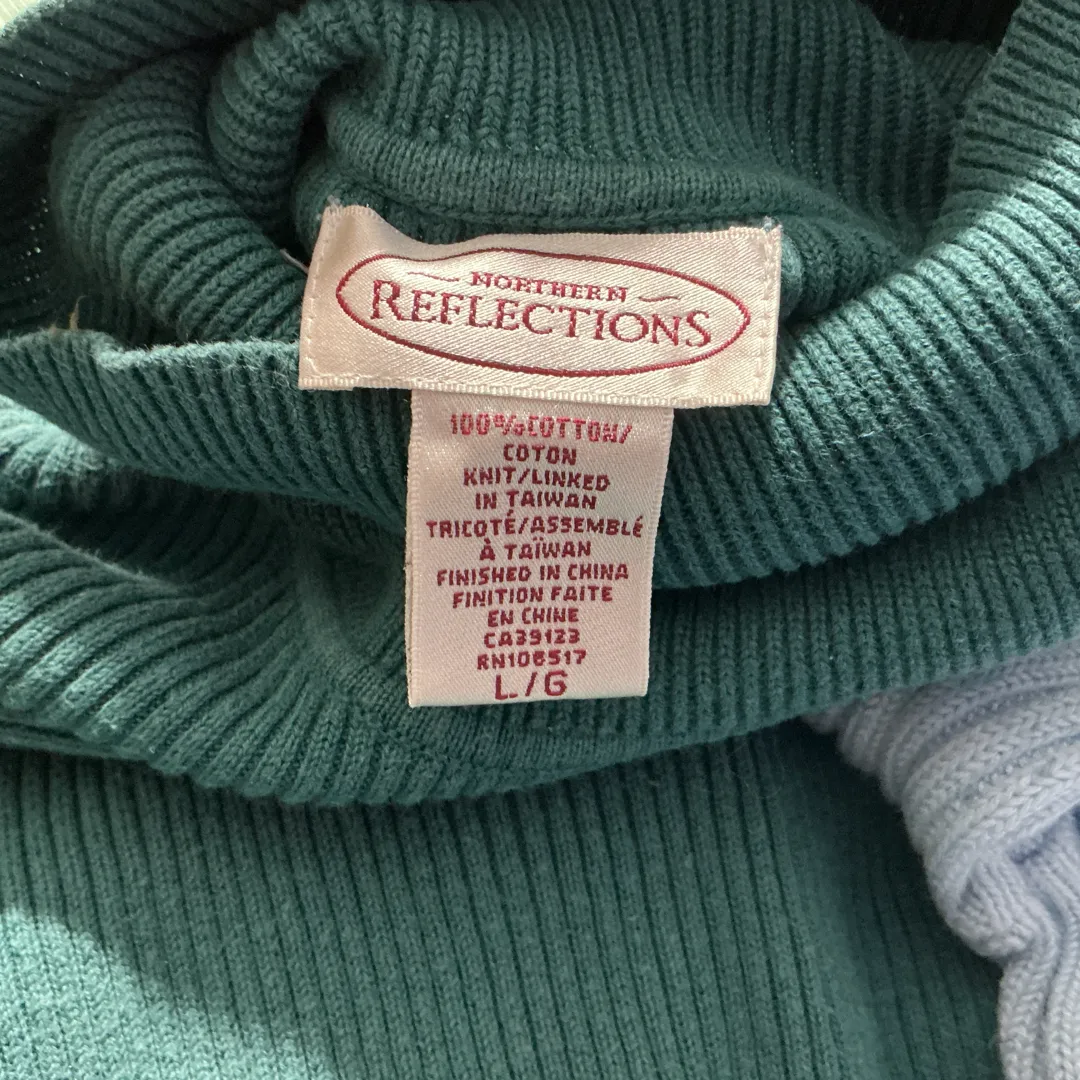 NORTHERN
REFLECTIONS
100% COTTON/
COTON
KNIT/LINKED
IN TAIWAN
TRICOTÉ/ASSEMBLÉ
À TAÏWAN
FINISHED IN CHINA
FINITION FAITE
EN CHINE
CA39123
RN106517
L/G